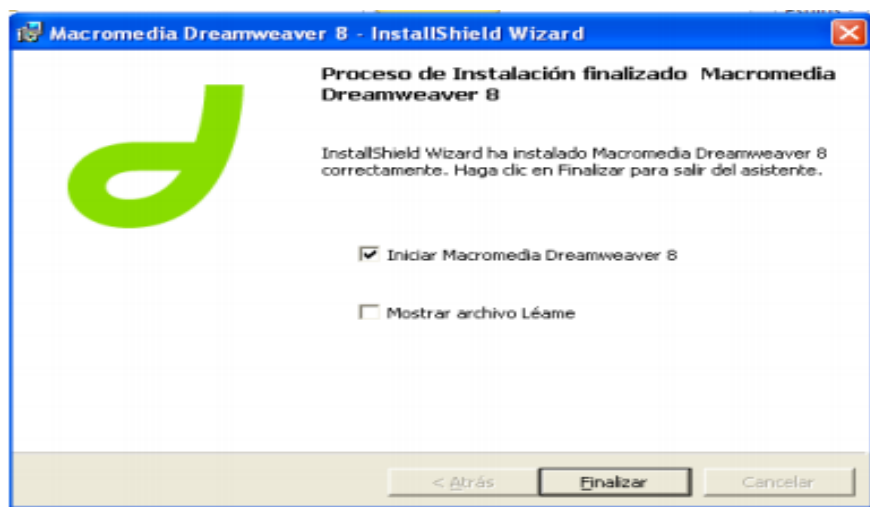 Macromedia Dreamweaver 8 - InstallShield Wizard
Proceso de Instalación finalizado Macromedia
Dreamweaver 8
InstallShield Wizard ha instalado Macromedia Dreamweaver 8
correctamente. Haga clic en Finalizar para salir del asistente.
Iniciar Macromedia Dreamweaver 8
Mostrar archivo Léame
< Atrás
Finalizar
Cancelar